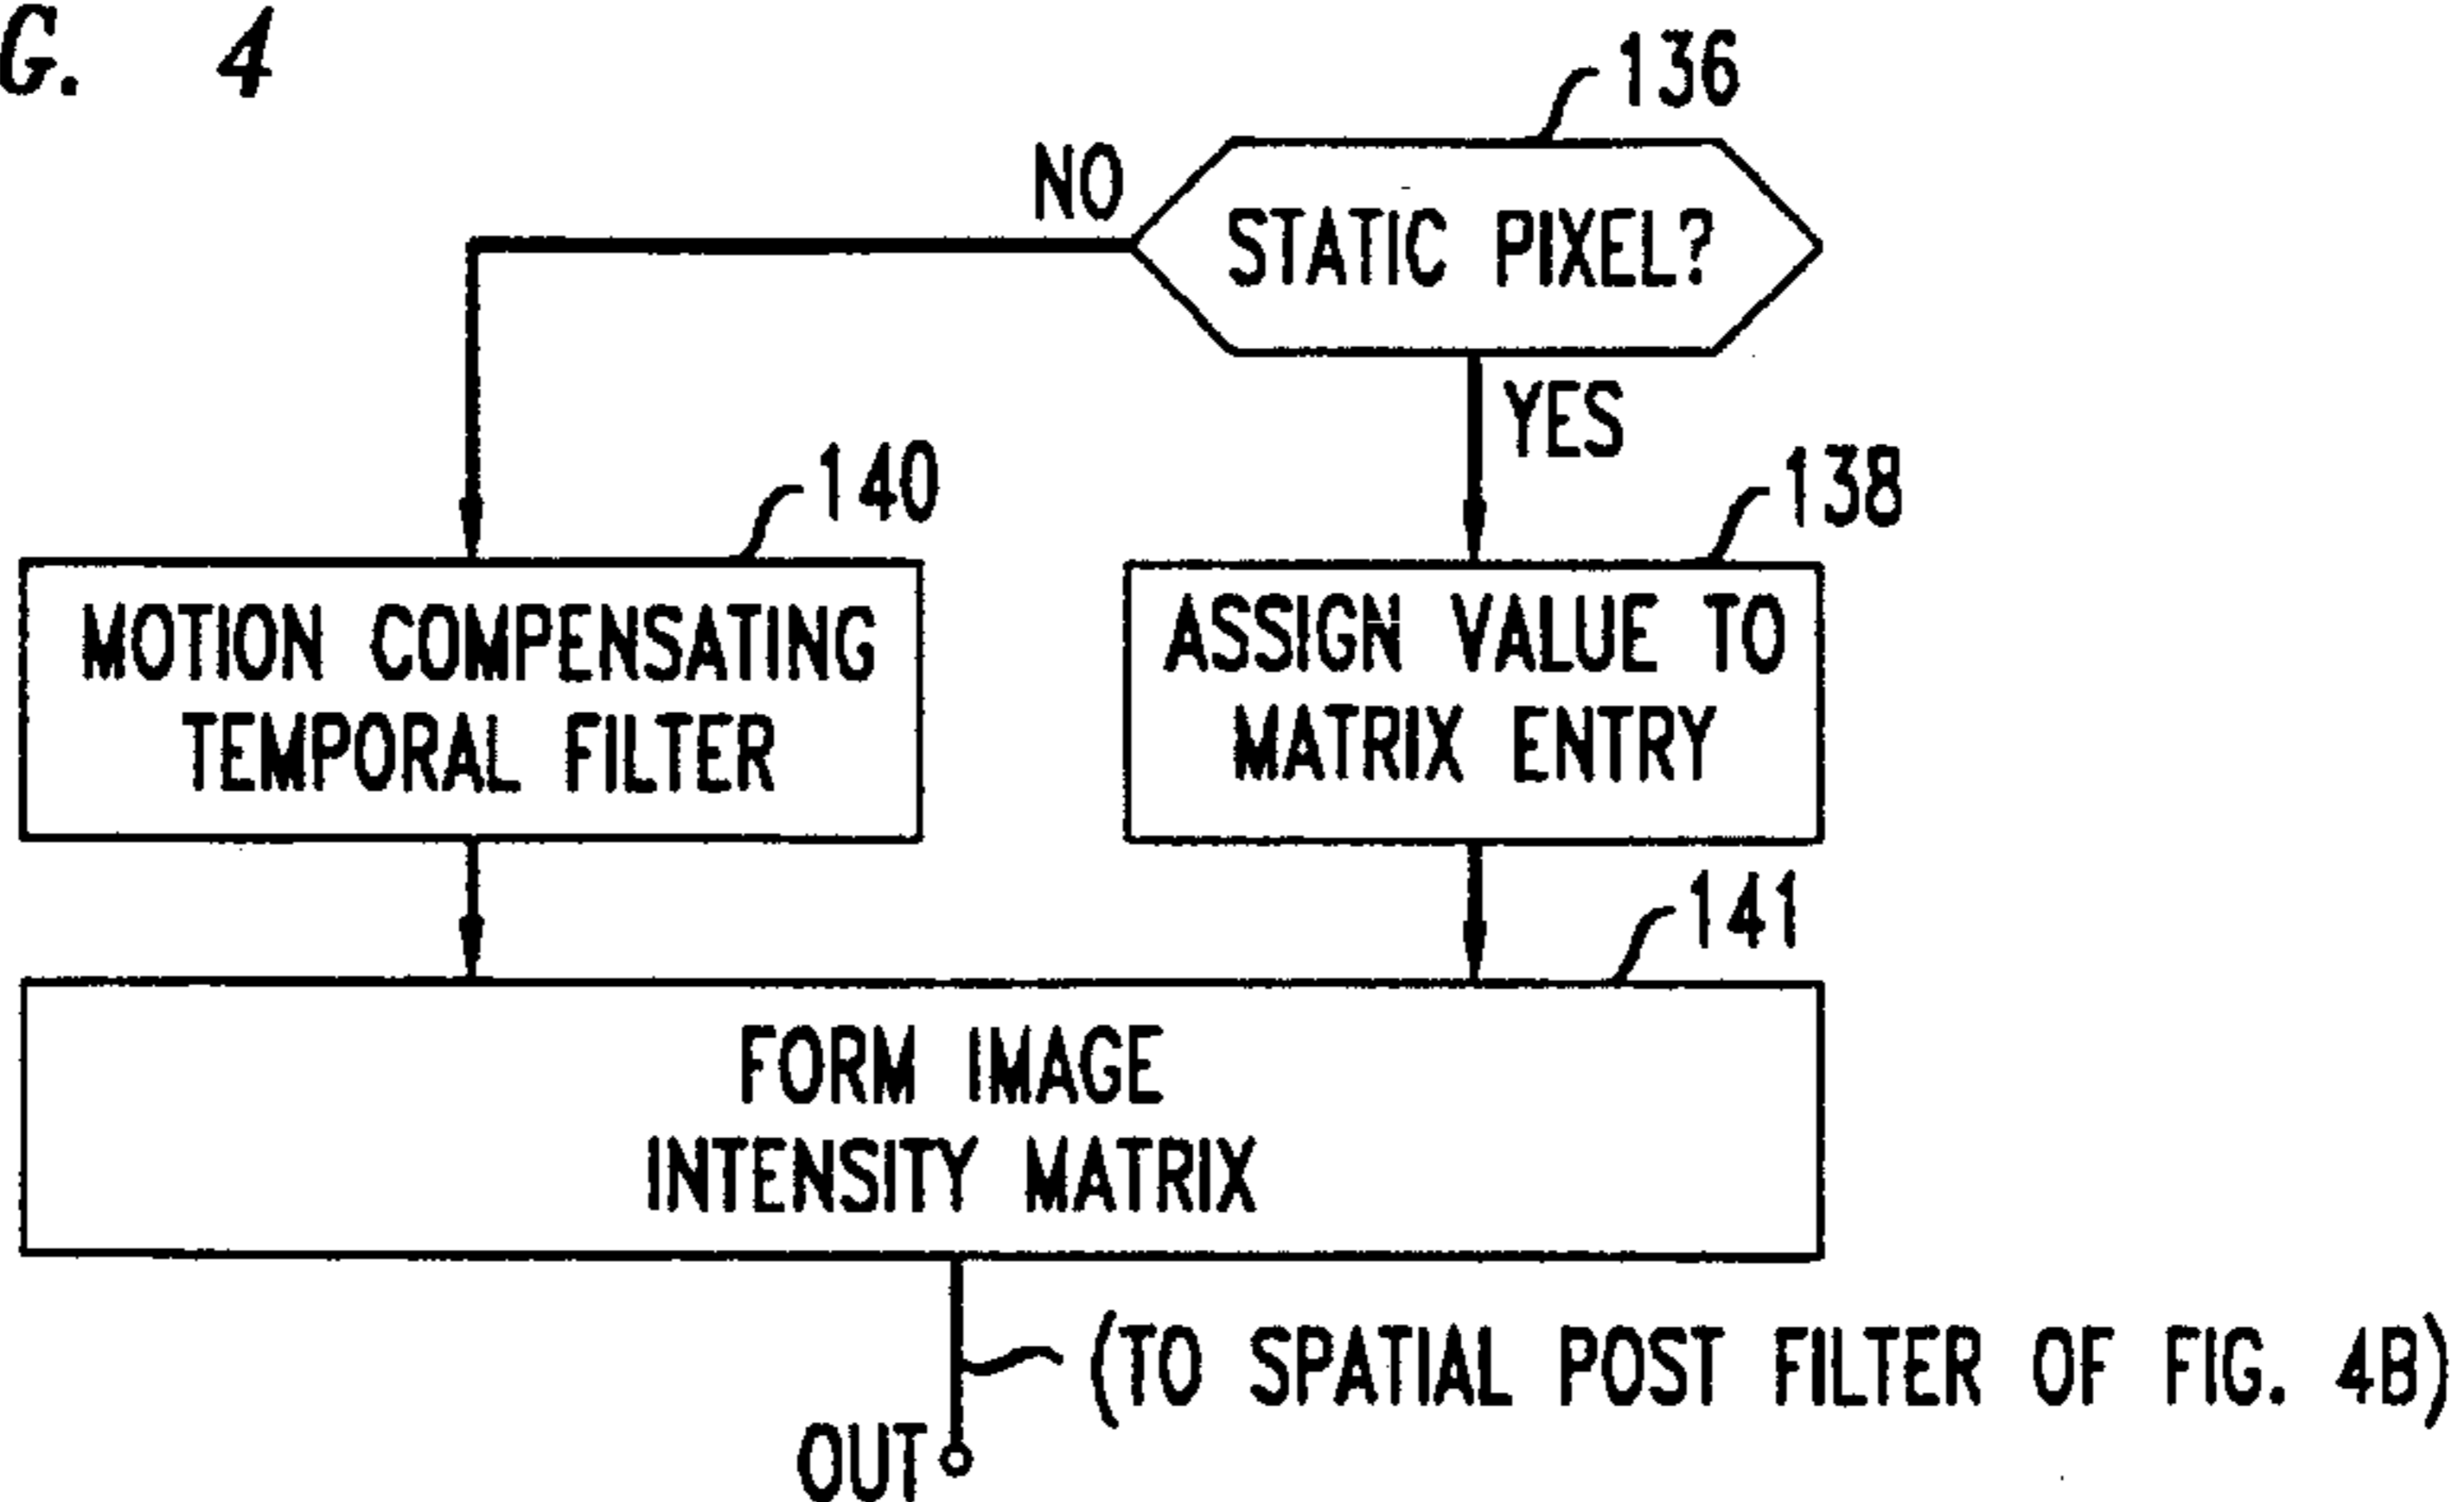 G. 4
136
NO
STATIC PIXEL?
YES
140
138
MOTION COMPENSATING
TEMPORAL FILTER
ASSIGN VALUE TO
MATRIX ENTRY
141
FORM IMAGE
INTENSITY MATRIX
(TO SPATIAL POST FILTER OF FIG. 4B)
OUT